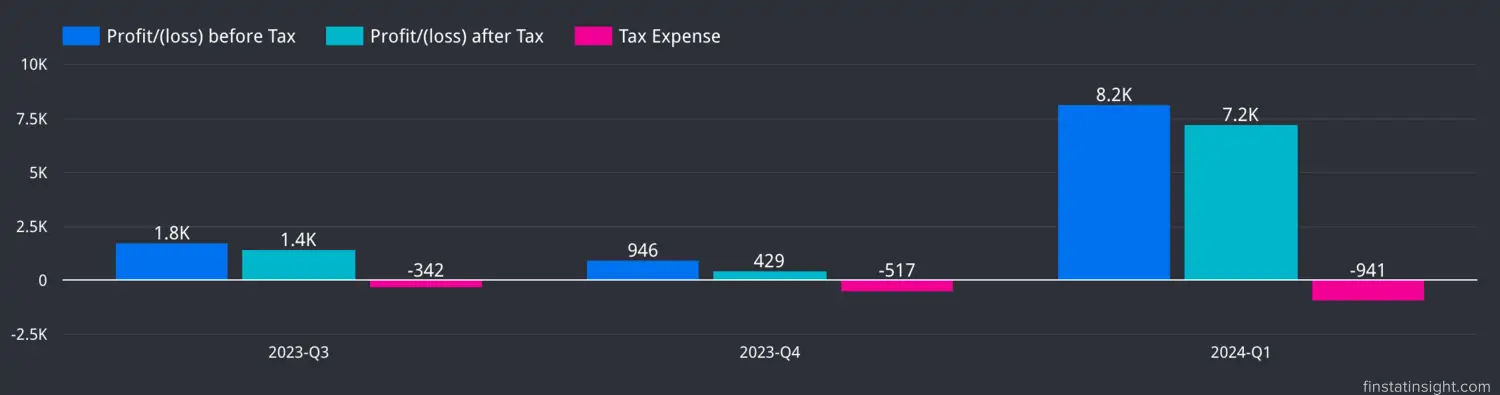 Profit/(loss) before Tax Profit/(loss) after Tax Tax Expense
10K
8.2K
7.5K
7.2K
5K
2.5K
1.8K
1.4K
946
429
-342
-517
-941
0
-2.5K
2023-Q3 2023-Q4 2024-Q1
finstatinsight.com